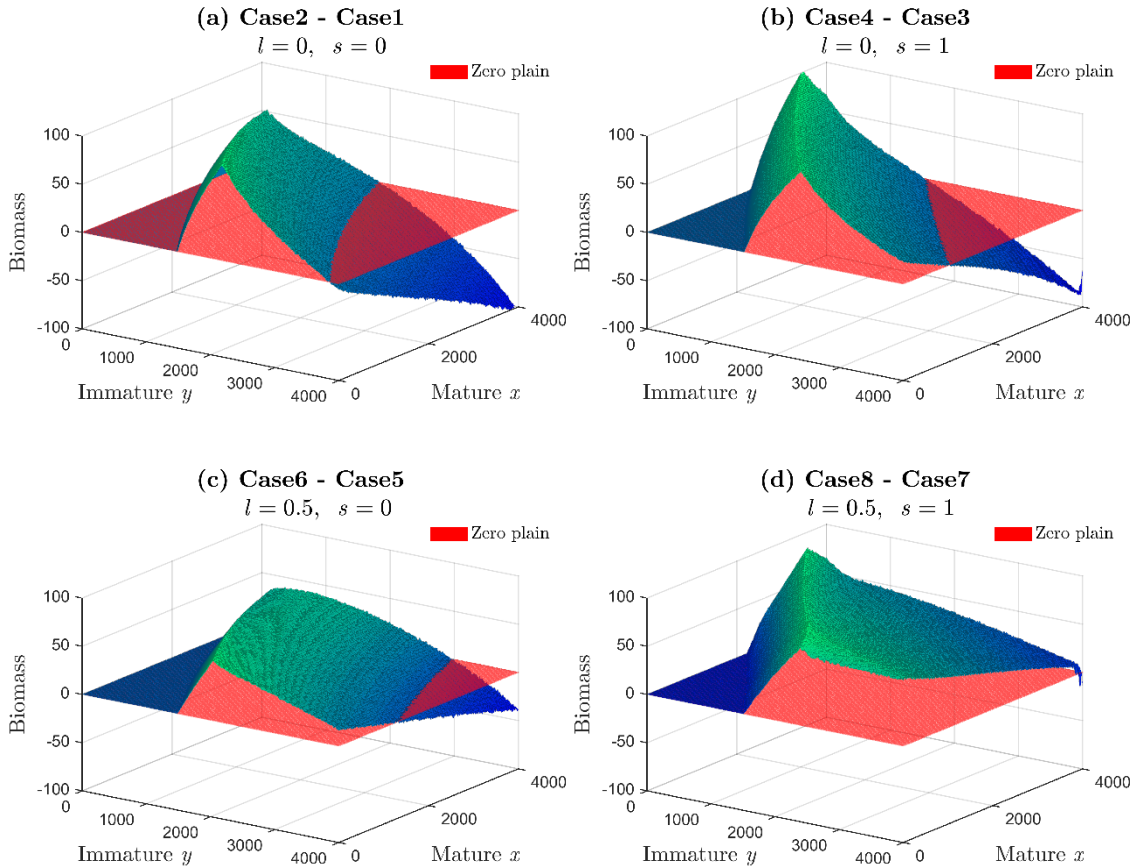 (a) Case2 - Case1
l = 0, s = 0
Zero plain
100
50
0
-50
-100
Biomass
0
1000
2000
3000
4000
Immature y
0
2000
4000
Mature x
(b) Case4 - Case3
l = 0, s = 1
Zero plain
100
50
0
-50
-100
Biomass
0
1000
2000
3000
4000
Immature y
0
2000
4000
Mature x
(c) Case6 - Case5
l = 0.5, s = 0
Zero plain
100
50
0
-50
-100
Biomass
0
1000
2000
3000
4000
Immature y
0
2000
4000
Mature x
(d) Case8 - Case7
l = 0.5, s = 1
Zero plain
100
50
0
-50
-100
Biomass
0
1000
2000
3000
4000
Immature y
0
2000
4000
Mature x